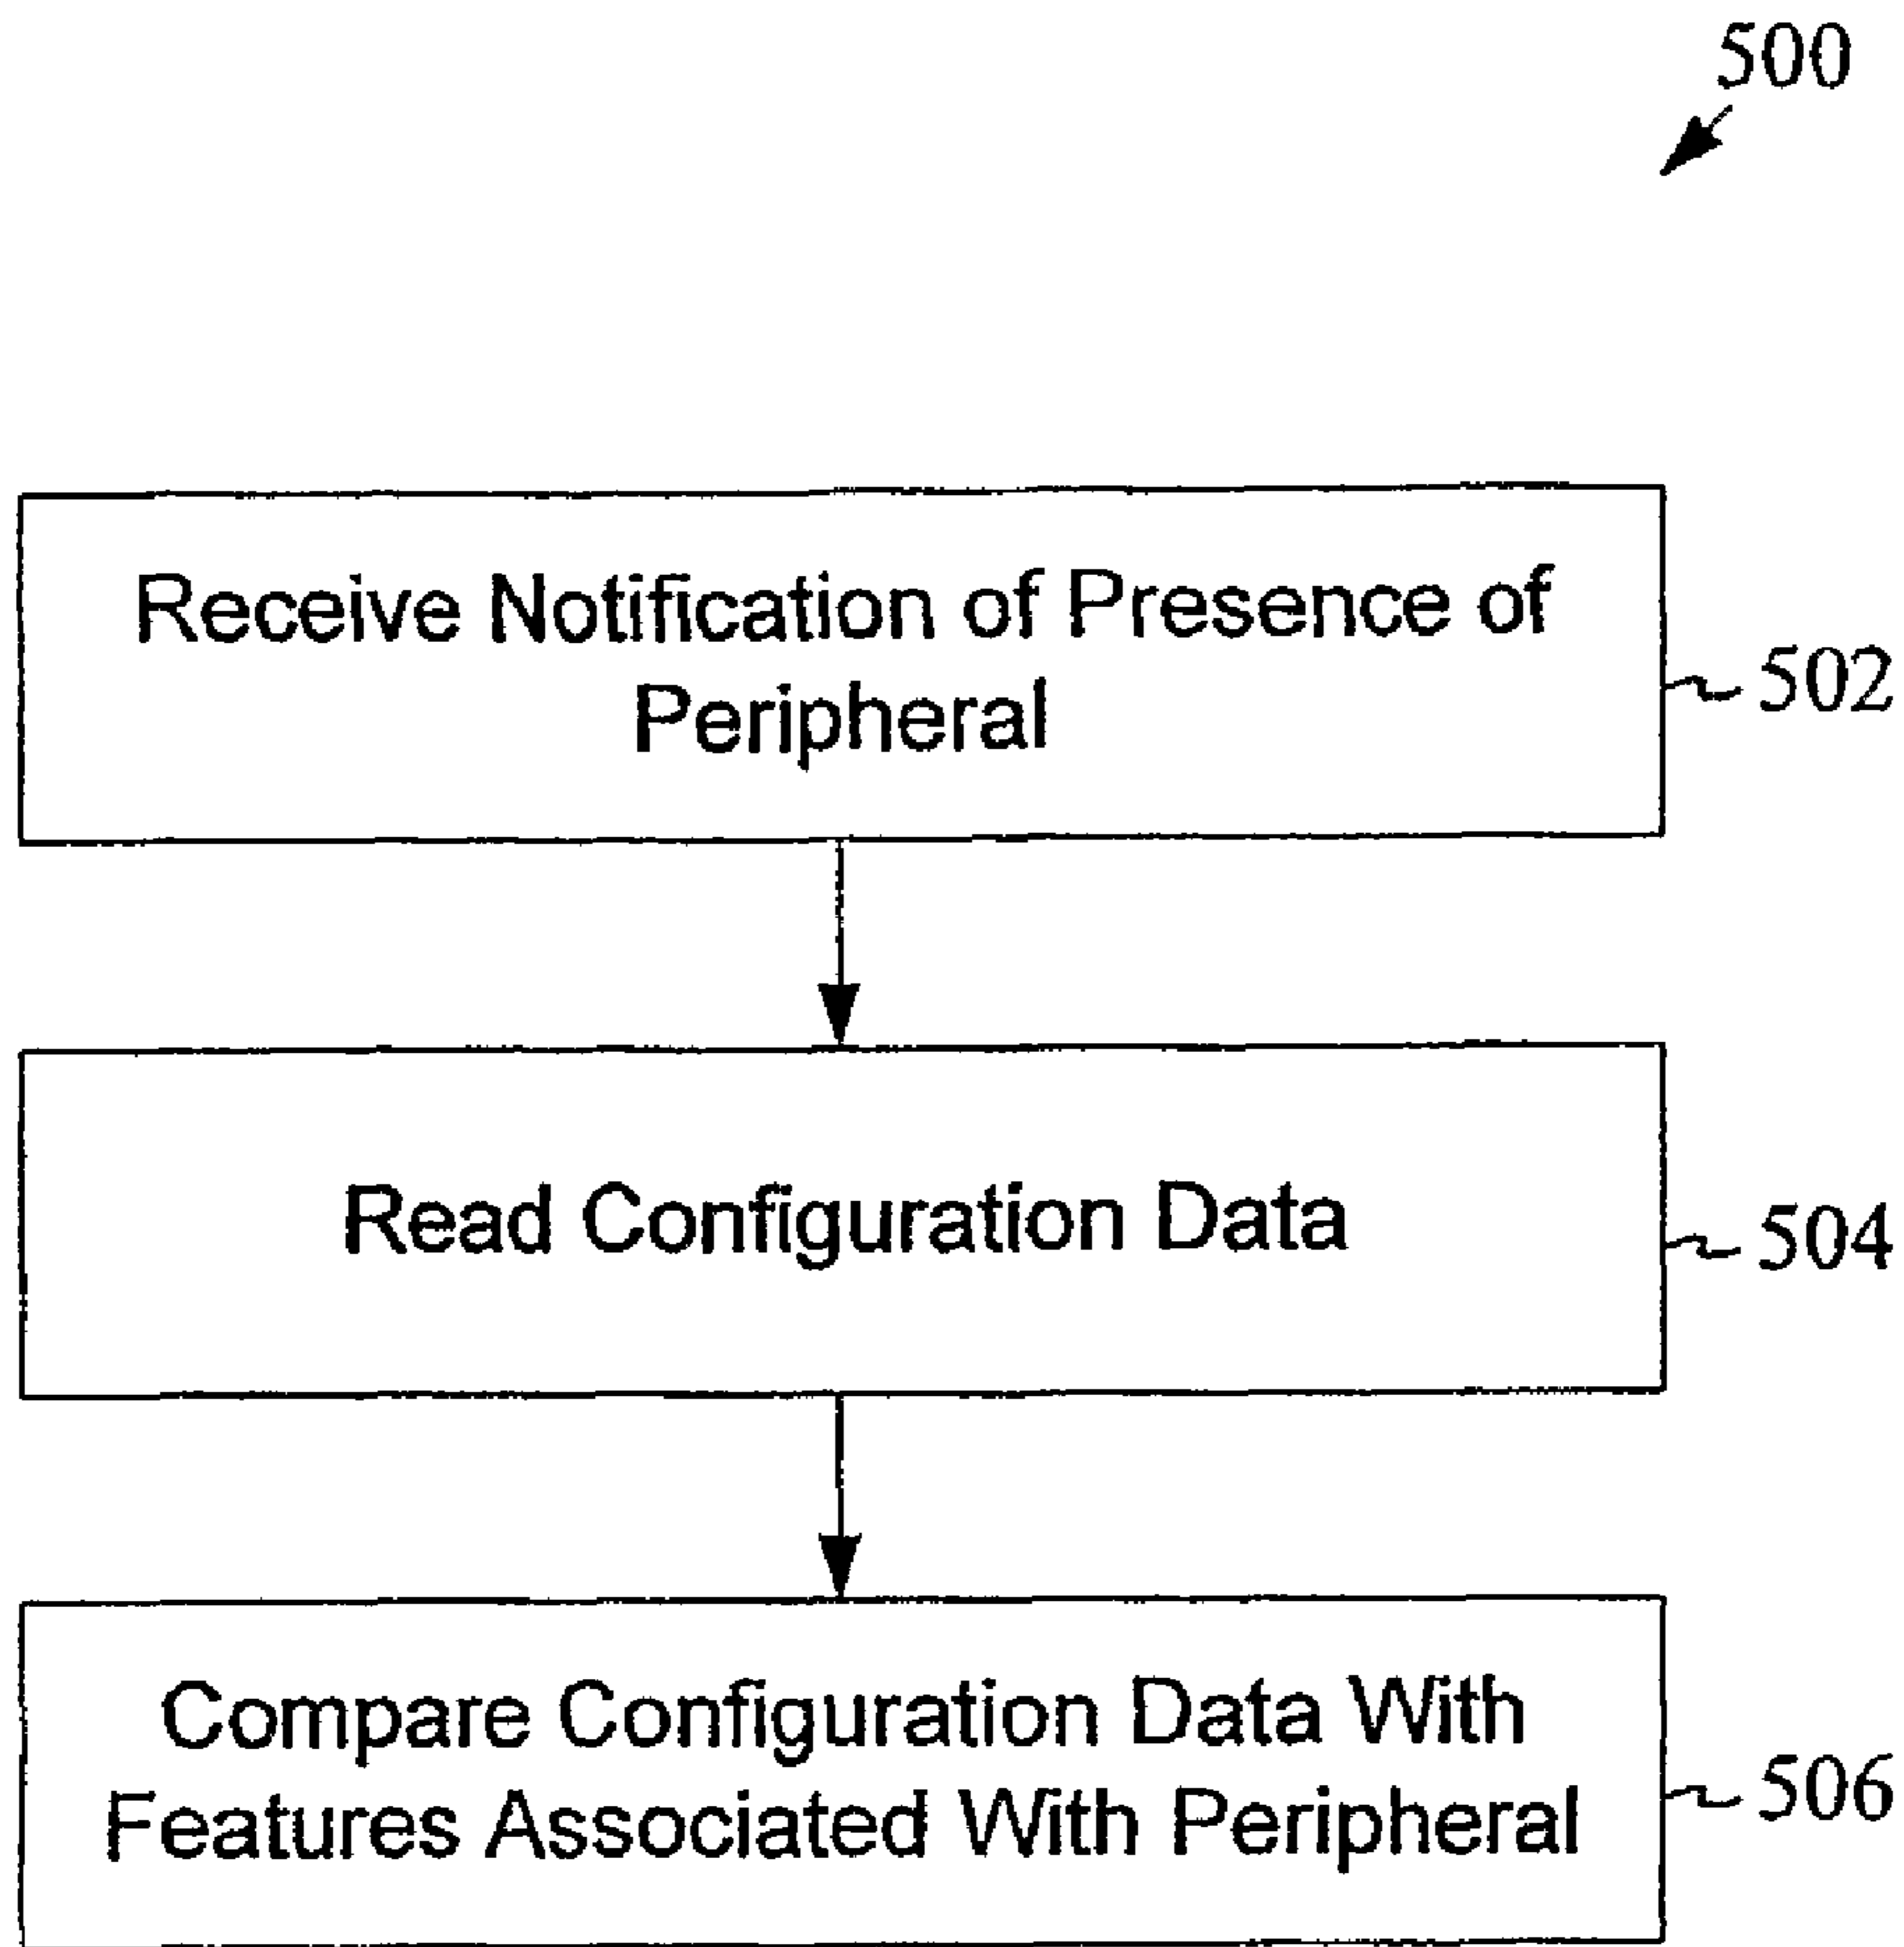 500
Receive Notification of Presence of
Peripheral
502
Read Configuration Data
504
Compare Configuration Data With
Features Associated With Peripheral
506